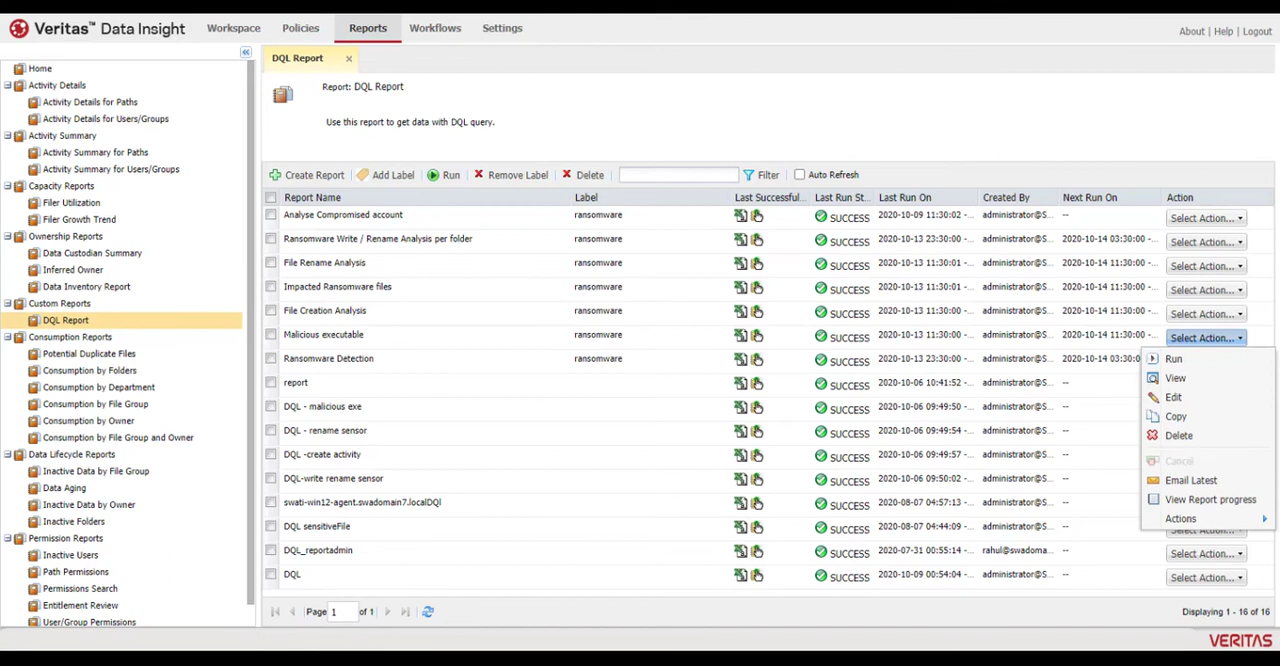 Veritas™ Data Insight Workspace Policies Reports Workflows Settings About | Help | Logout
Home
Activity Details
Activity Details for Paths
Activity Details for Users/Groups
Activity Summary
Activity Summary for Paths
Activity Summary for Users/Groups
Capacity Reports
Filer Utilization
Filer Growth Trend
Ownership Reports
Data Custodian Summary
Inferred Owner
Data Inventory Report
Custom Reports
DQL Report
Consumption Reports
Potential Duplicate Files
Consumption by Folders
Consumption by Department
Consumption by File Group
Consumption by Owner
Consumption by File Group and Owner
Data Lifecycle Reports
Inactive Data by File Group
Data Aging
Inactive Data by Owner
Inactive Folders
Permission Reports
Inactive Users
Path Permissions
Permissions Search
Entitlement Review
User/Group Permissions
DQL Report
Report: DQL Report
Use this report to get data with DQL query.
Create Report Add Label Run Remove Label Delete Filter Auto Refresh
Report Name Label Last Successful... Last Run St... Last Run On Created By Next Run On Action
Analyse Compromised account ransomware SUCCESS 2020-10-09 11:30:02 -... administrator@S... -- Select Action...
Ransomware Write / Rename Analysis per folder ransomware SUCCESS 2020-10-13 23:30:00 -... administrator@S... 2020-10-14 03:30:00 -... Select Action...
File Rename Analysis ransomware SUCCESS 2020-10-13 11:30:01 -... administrator@S... 2020-10-14 11:30:00 -... Select Action...
Impacted Ransomware files ransomware SUCCESS 2020-10-13 11:30:01 -... administrator@S... 2020-10-14 11:30:00 -... Select Action...
File Creation Analysis ransomware SUCCESS 2020-10-13 11:30:00 -... administrator@S... 2020-10-14 11:30:00 -... Select Action...
Malicious executable ransomware SUCCESS 2020-10-13 11:30:00 -... administrator@S... 2020-10-14 11:30:00 -... Select Action...
Ransomware Detection ransomware SUCCESS 2020-10-13 23:30:00 -... administrator@S... 2020-10-14 03:30:0
report SUCCESS 2020-10-06 10:41:52 -... administrator@S... --
DQL - malicious exe SUCCESS 2020-10-06 09:49:50 -... administrator@S... --
DQL - rename sensor SUCCESS 2020-10-06 09:49:54 -... administrator@S... --
DQL -create activity SUCCESS 2020-10-06 09:49:57 -... administrator@S... --
DQL-write rename sensor SUCCESS 2020-10-06 09:50:02 -... administrator@S... --
swati-win12-agent.swadomain7.localDQl SUCCESS 2020-08-07 04:57:13 -... administrator@S... --
DQL sensitiveFile SUCCESS 2020-08-07 04:44:09 -... administrator@S... -- Select Action...
DQL_reportadmin SUCCESS 2020-07-31 00:55:14 -... rahul@swadoma... -- Select Action...
DQL SUCCESS 2020-10-09 00:54:04 -... administrator@S... -- Select Action...
Run
View
Edit
Copy
Delete
Cancel
Email Latest
View Report progress
Actions
Page 1 of 1 Displaying 1 - 16 of 16
VERITAS